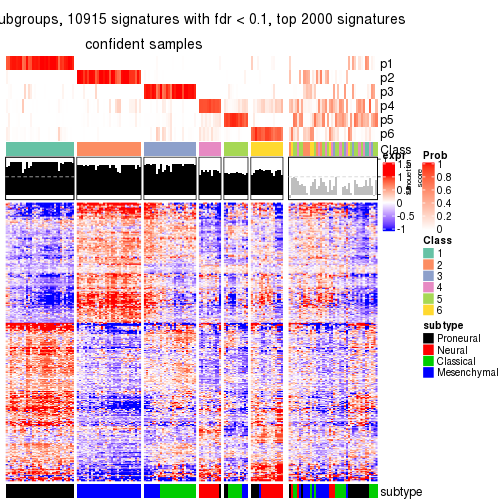 ubgroups, 10915 signatures with fdr < 0.1, top 2000 signatures
confident samples
p1
p2
p3
p4
p5
p6
Class
expr
1.5
1
0.5
0
-0.5
-1
Prob
1
0.8
0.6
0.4
0.2
0
Class
1
2
3
4
5
6
subtype
Proneural
Neural
Classical
Mesenchymal
subtype